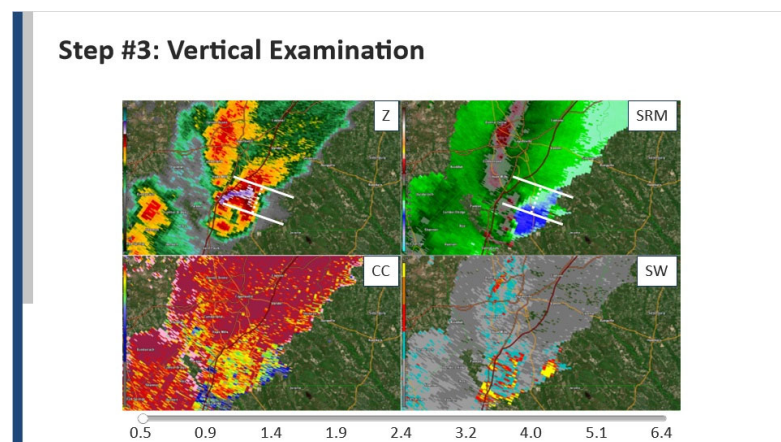 Step #3: Vertical Examination
Z
SRM
CC
SW
0.5 0.9 1.4 1.9 2.4 3.2 4.0 5.1 6.4